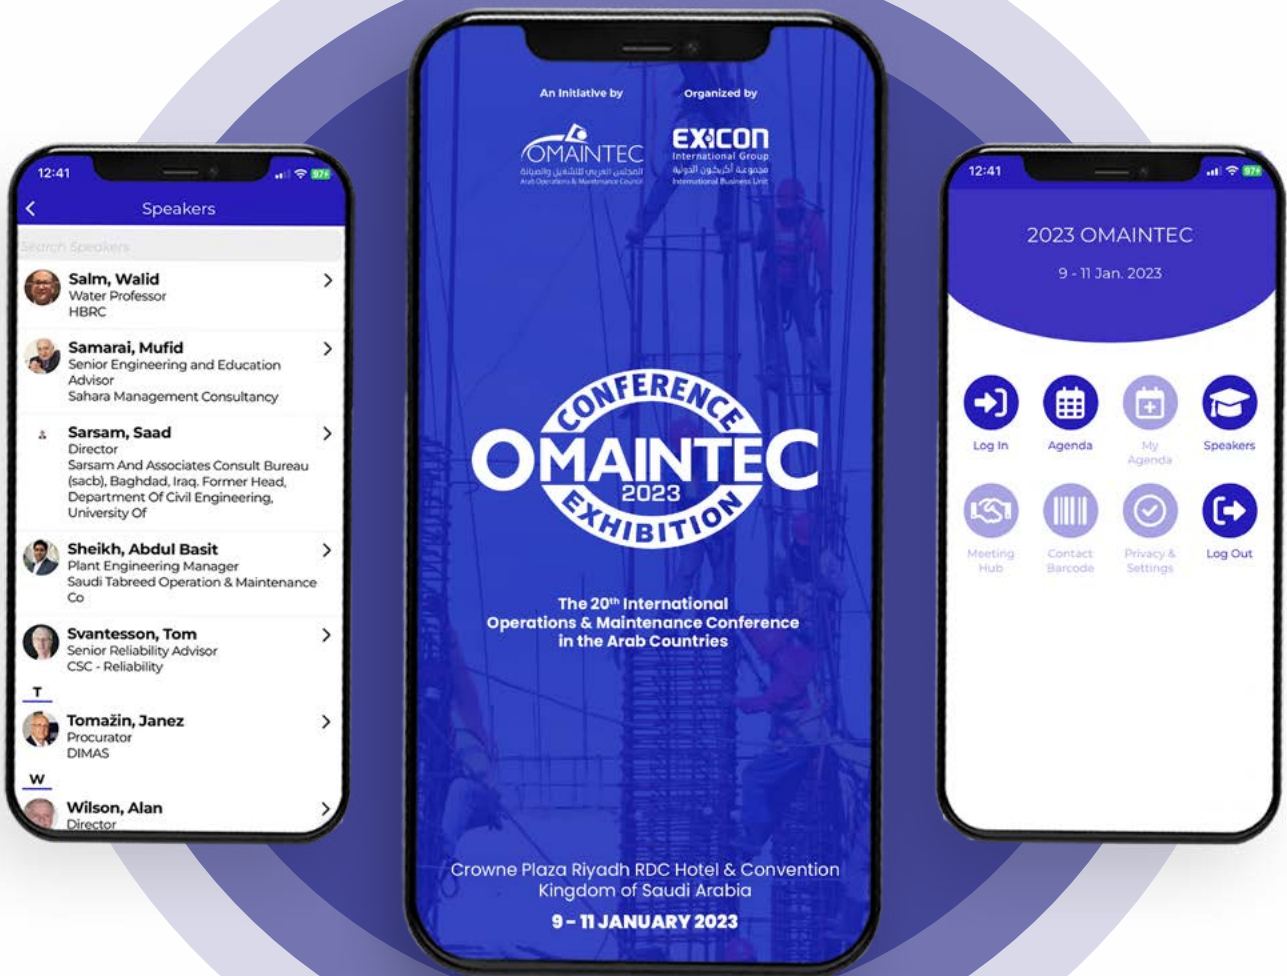 12:41
97
Speakers
Search Speakers
Salm, Walid
Water Professor
HBRC
Samarai, Mufid
Senior Engineering and Education
Advisor
Sahara Management Consultancy
Sarsam, Saad
Director
Sarsam And Associates Consult Bureau
(sacb), Baghdad, Iraq. Former Head,
Department Of Civil Engineering,
University Of
Sheikh, Abdul Basit
Plant Engineering Manager
Saudi Tabreed Operation & Maintenance
Co
Svantesson, Tom
Senior Reliability Advisor
CSC - Reliability
T
Tomažin, Janez
Procurator
DIMAS
W
Wilson, Alan
Director
An Initiative by
OMAINTEC
المجلس العربي للتشغيل والصيانة
Arab Operations & Maintenance Council
Organized by
EXICON
International Group
مجموعة أكزيكون الدولية
International Business Unit
CONFERENCE
OMAINTEC
2023
EXHIBITION
The 20th International
Operations & Maintenance Conference
in the Arab Countries
Crowne Plaza Riyadh RDC Hotel & Convention
Kingdom of Saudi Arabia
9 – 11 JANUARY 2023
12:41
97
2023 OMAINTEC
9 - 11 Jan. 2023
Log In
Agenda
My
Agenda
Speakers
Meeting
Hub
Contact
Barcode
Privacy &
Settings
Log Out